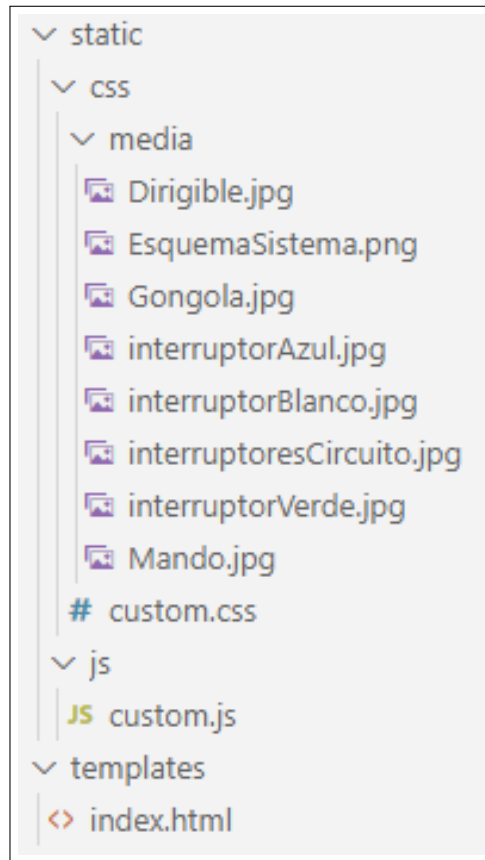 static
css
media
Dirigible.jpg
EsquemaSistema.png
Gongola.jpg
interruptorAzul.jpg
interruptorBlanco.jpg
interruptoresCircuito.jpg
interruptorVerde.jpg
Mando.jpg
# custom.css
js
JS custom.js
templates
<> index.html